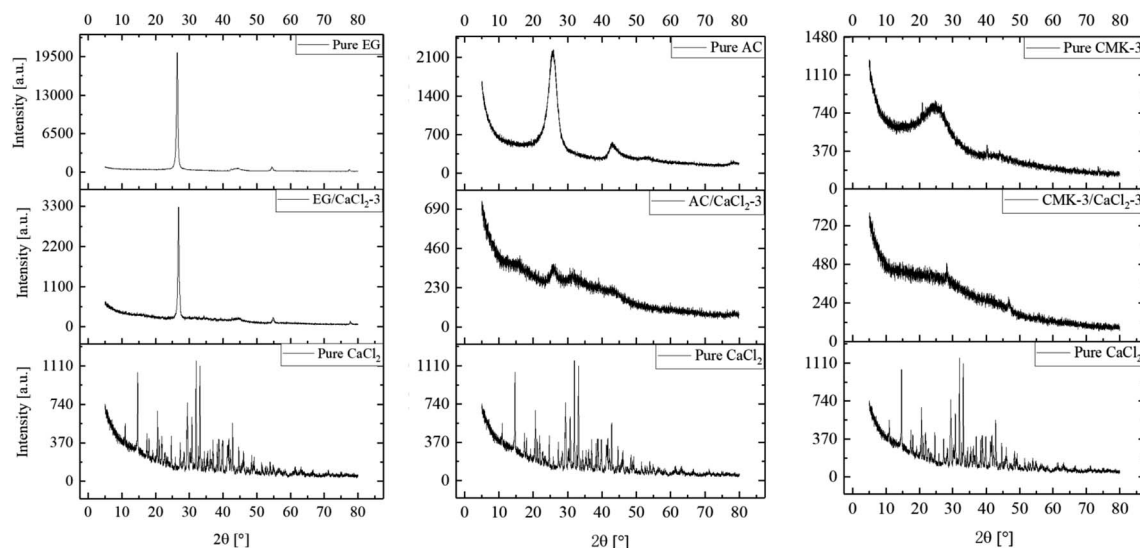 0 10 20 30 40 50 60 70 80
Pure EG
19500
13000
6500
0
Intensity [a.u.]
EG/CaCl₂-3
3300
2200
1100
0
Intensity [a.u.]
Pure CaCl₂
1110
740
370
0
Intensity [a.u.]
0 10 20 30 40 50 60 70 80
2θ [°]
0 10 20 30 40 50 60 70 80
Pure AC
2100
1400
700
0
AC/CaCl₂-3
690
460
230
0
Pure CaCl₂
1110
740
370
0
0 10 20 30 40 50 60 70 80
2θ [°]
0 10 20 30 40 50 60 70 80
Pure CMK-3
1480
1110
740
370
0
CMK-3/CaCl₂-3
720
480
240
0
Pure CaCl₂
1110
740
370
0
0 10 20 30 40 50 60 70 80
2θ [°]